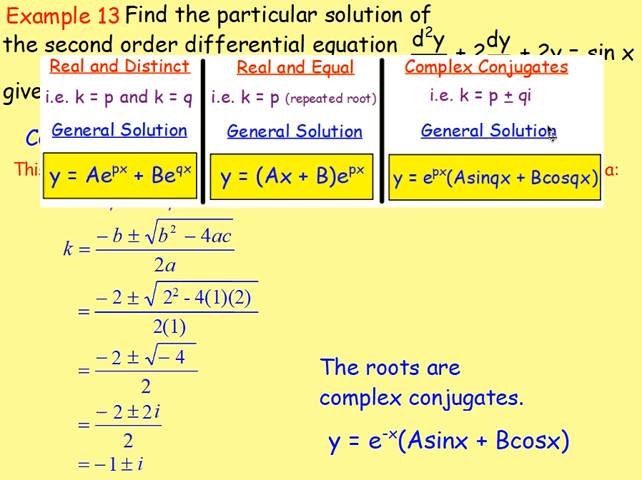 Example 13 Find the particular solution of
the second order differential equation d²y + 2dy + 2y = sin x
give
Real and Distinct
i.e. k = p and k = q
General Solution
y = Ae^px + Be^qx
Real and Equal
i.e. k = p (repeated root)
General Solution
y = (Ax + B)e^px
Complex Conjugates
i.e. k = p ± qi
General Solution
y = e^px(Asinqx + Bcosqx)
This
a:
k = (− b ± √(b² − 4ac)) / 2a
= (− 2 ± √(2² - 4(1)(2))) / 2(1)
= (− 2 ± √(− 4)) / 2
= (− 2 ± 2i) / 2
= −1 ± i
The roots are
complex conjugates.
y = e^-x(Asinx + Bcosx)